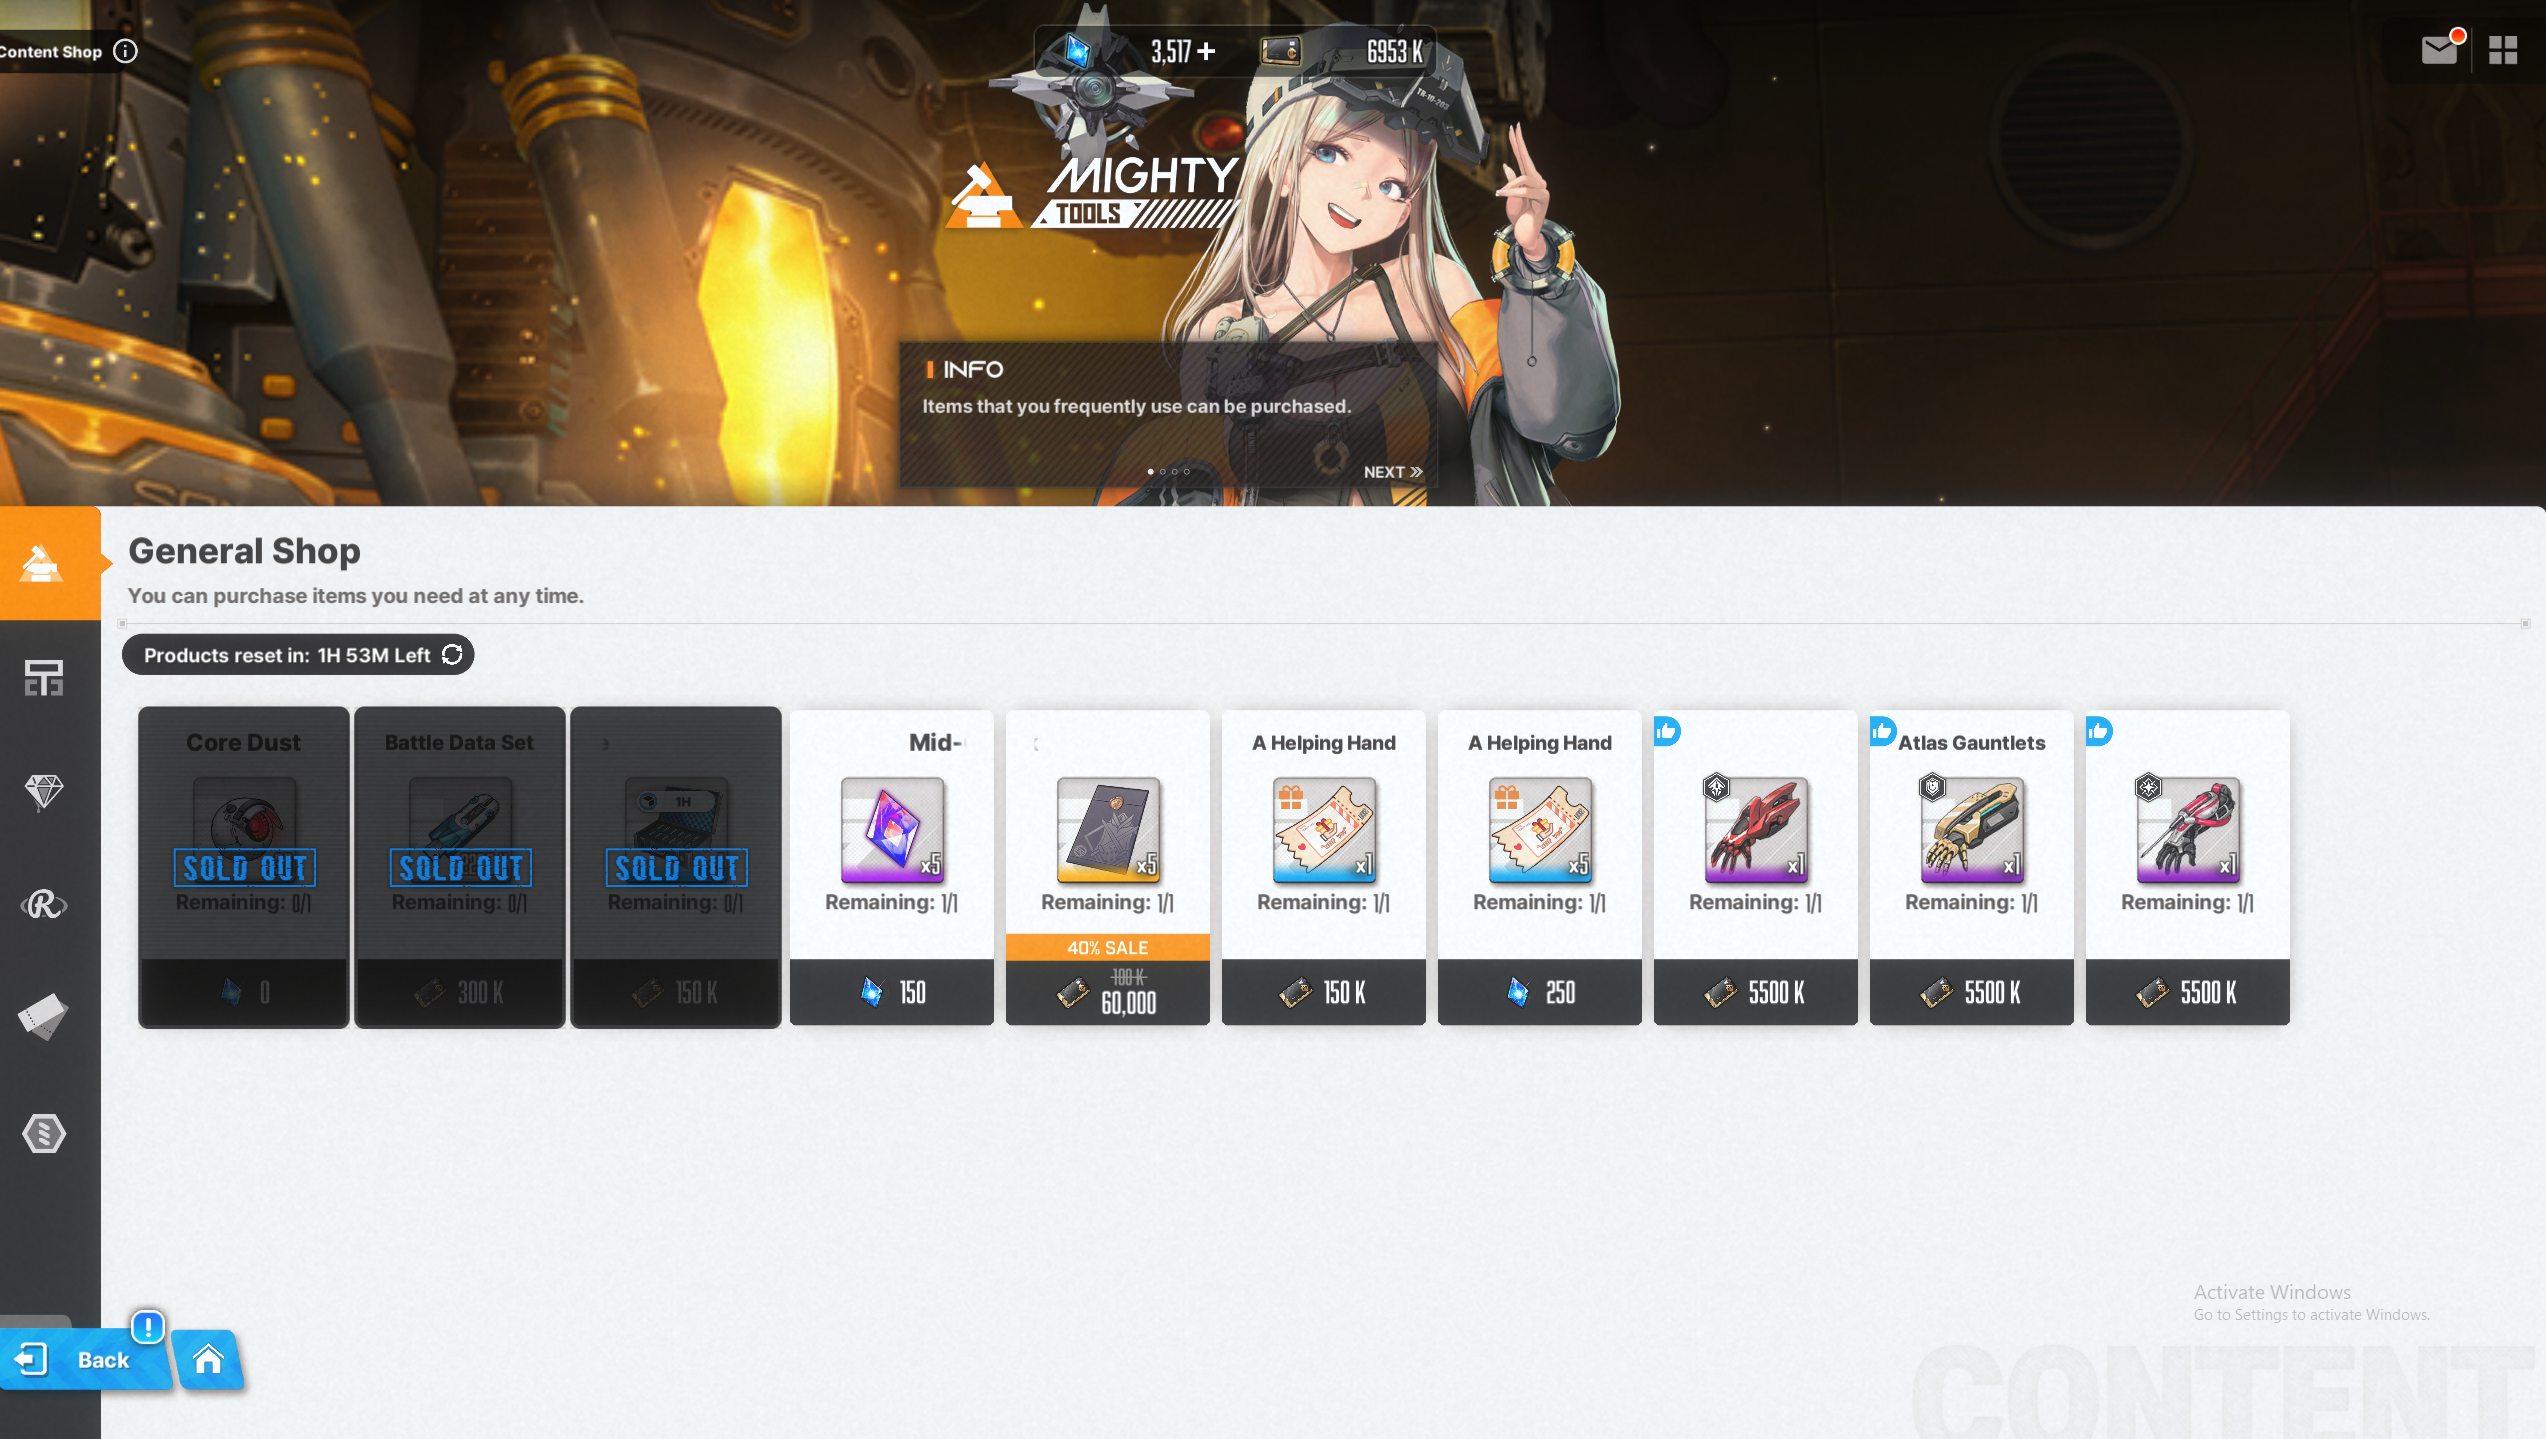 Content Shop
3,517
6953 K
TR-10-203
MIGHTY
TOOLS
INFO
Items that you frequently use can be purchased.
NEXT
General Shop
You can purchase items you need at any time.
Products reset in: 1H 53M Left
Core Dust
SOLD OUT
Remaining: 0/1
0
Battle Data Set
SOLD OUT
Remaining: 0/1
300 K
1H
SOLD OUT
Remaining: 0/1
150 K
Mid-
x5
Remaining: 1/1
150
x5
Remaining: 1/1
40% SALE
100 K
60,000
A Helping Hand
x1
Remaining: 1/1
150 K
A Helping Hand
x5
Remaining: 1/1
250
x1
Remaining: 1/1
5500 K
Atlas Gauntlets
x1
Remaining: 1/1
5500 K
x1
Remaining: 1/1
5500 K
Activate Windows
Go to Settings to activate Windows.
Back
CONTENT